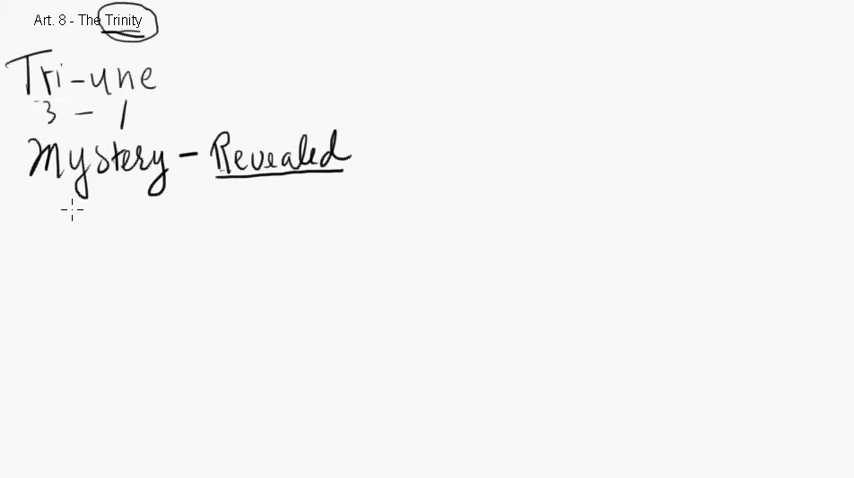 Art. 8 - The Trinity
Tri-une
3 - 1
Mystery - Revealed